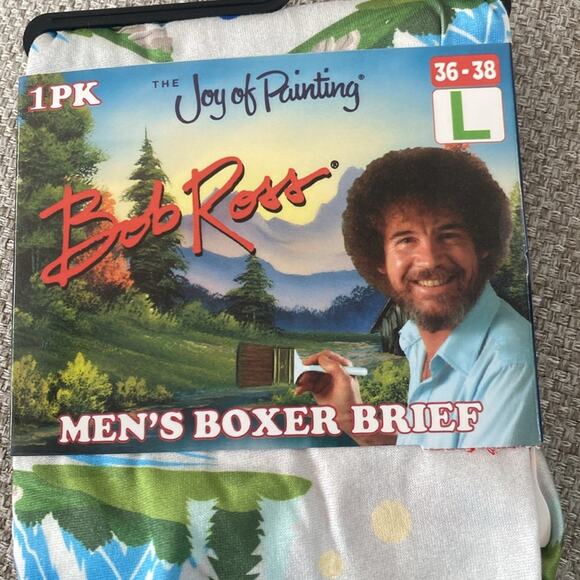 1PK
THE Joy of Painting®
36-38
L
Bob Ross®
MEN'S BOXER BRIEF